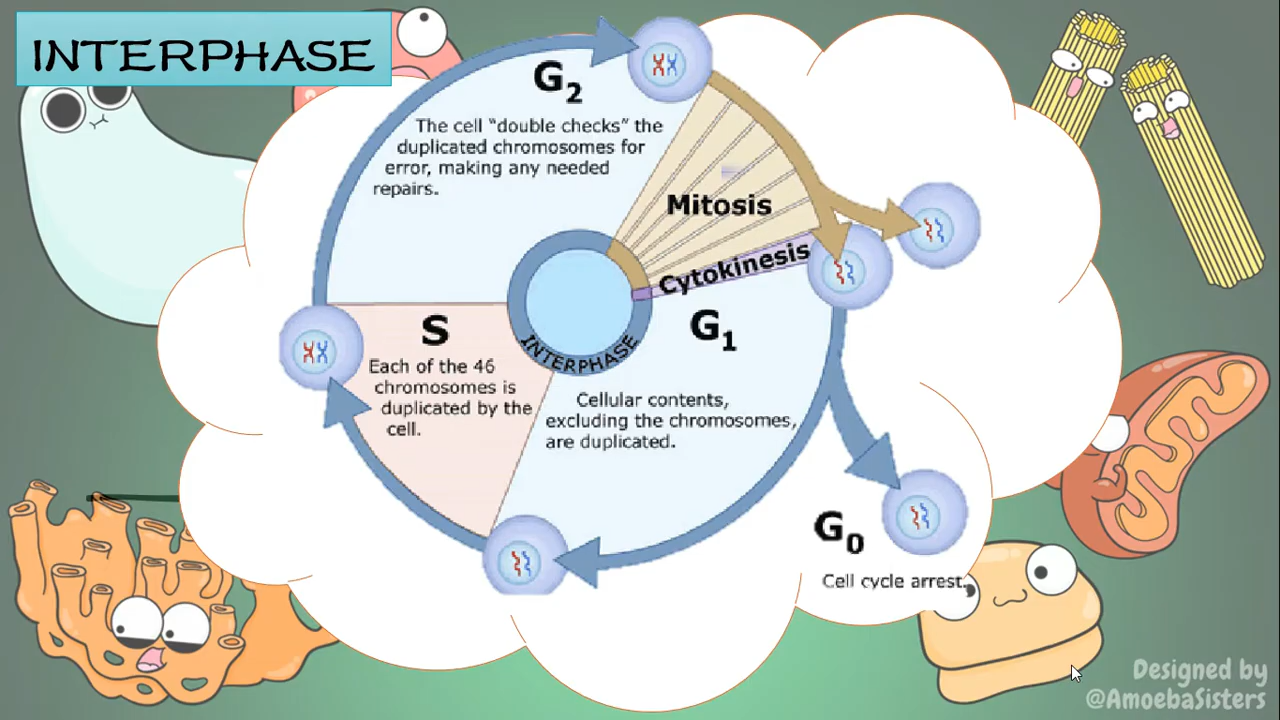 INTERPHASE
G2
The cell “double checks” the
duplicated chromosomes for
error, making any needed
repairs.
Mitosis
Cytokinesis
G1
S
Each of the 46
chromosomes is
duplicated by the
cell.
INTERPHASE
Cellular contents,
excluding the chromosomes,
are duplicated.
G0
Cell cycle arrest.
Designed by
@AmoebaSisters